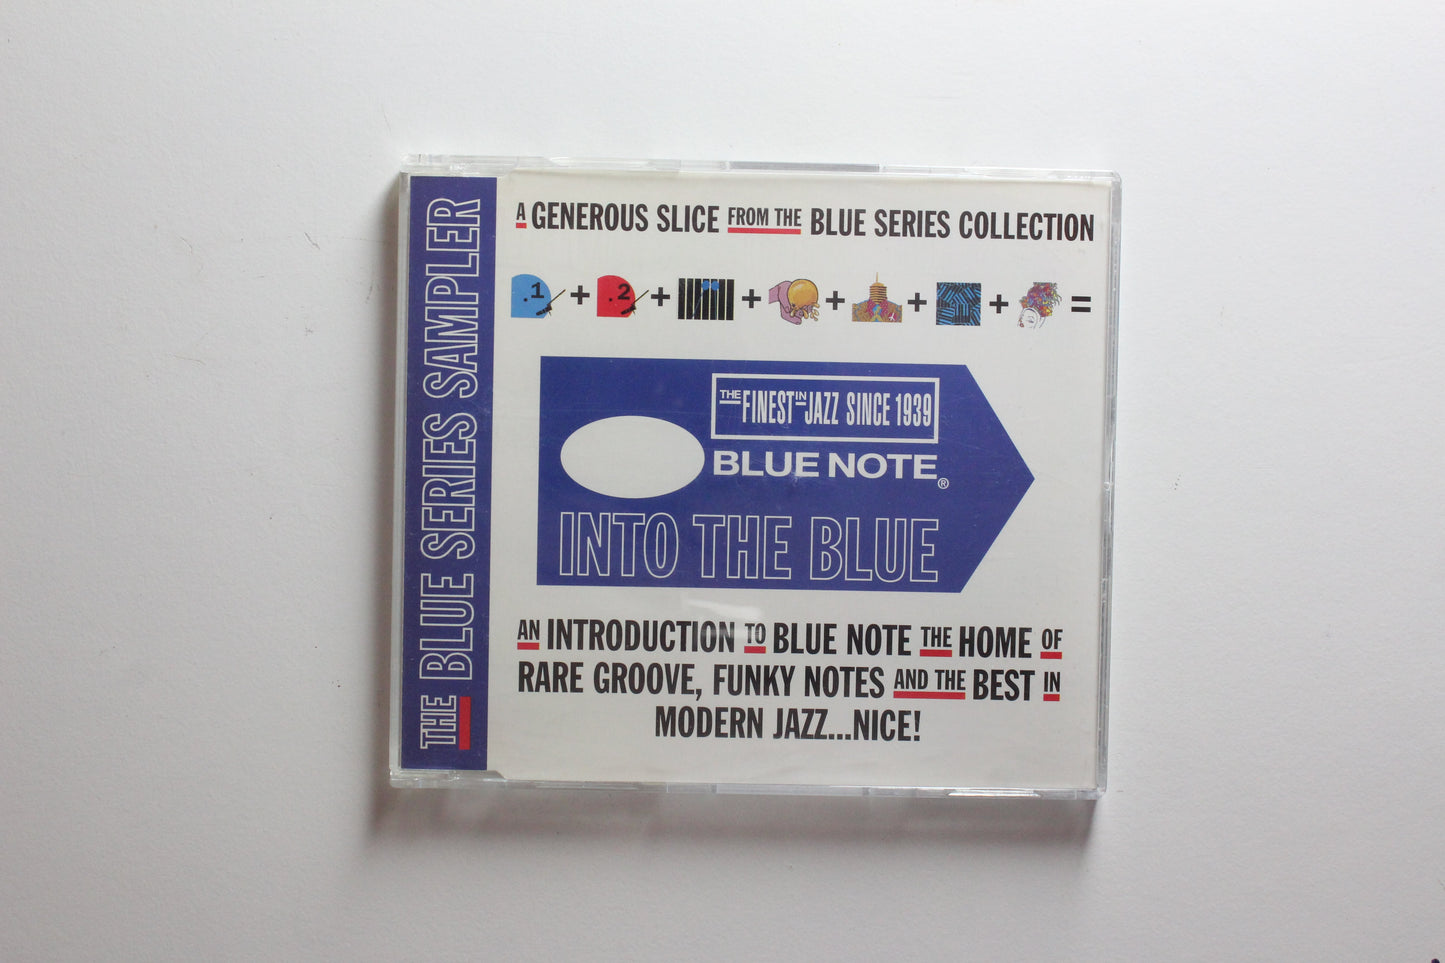 THE BLUE SERIES SAMPLER
A GENEROUS SLICE FROM THE BLUE SERIES COLLECTION
.1 + .2 + + + + + =
THE FINEST IN JAZZ SINCE 1939
BLUE NOTE®
INTO THE BLUE
AN INTRODUCTION TO BLUE NOTE THE HOME OF
RARE GROOVE, FUNKY NOTES AND THE BEST IN
MODERN JAZZ...NICE!